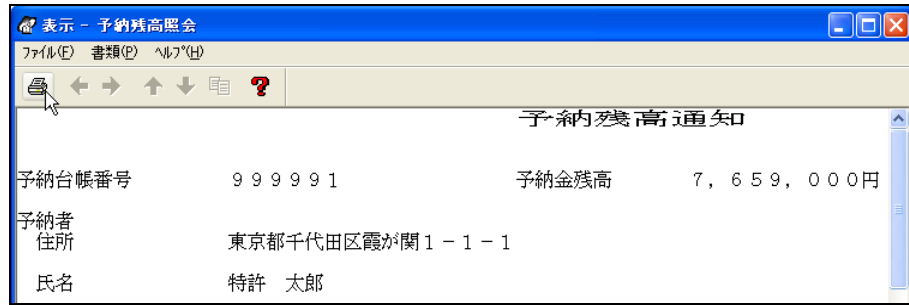 表示 - 予納残高照会
ファイル(F) 書類(P) ヘルプ(H)
予納残高通知
予納台帳番号 999991 予納金残高 7,659,000円
予納者
住所 東京都千代田区霞が関1-1-1
氏名 特許 太郎